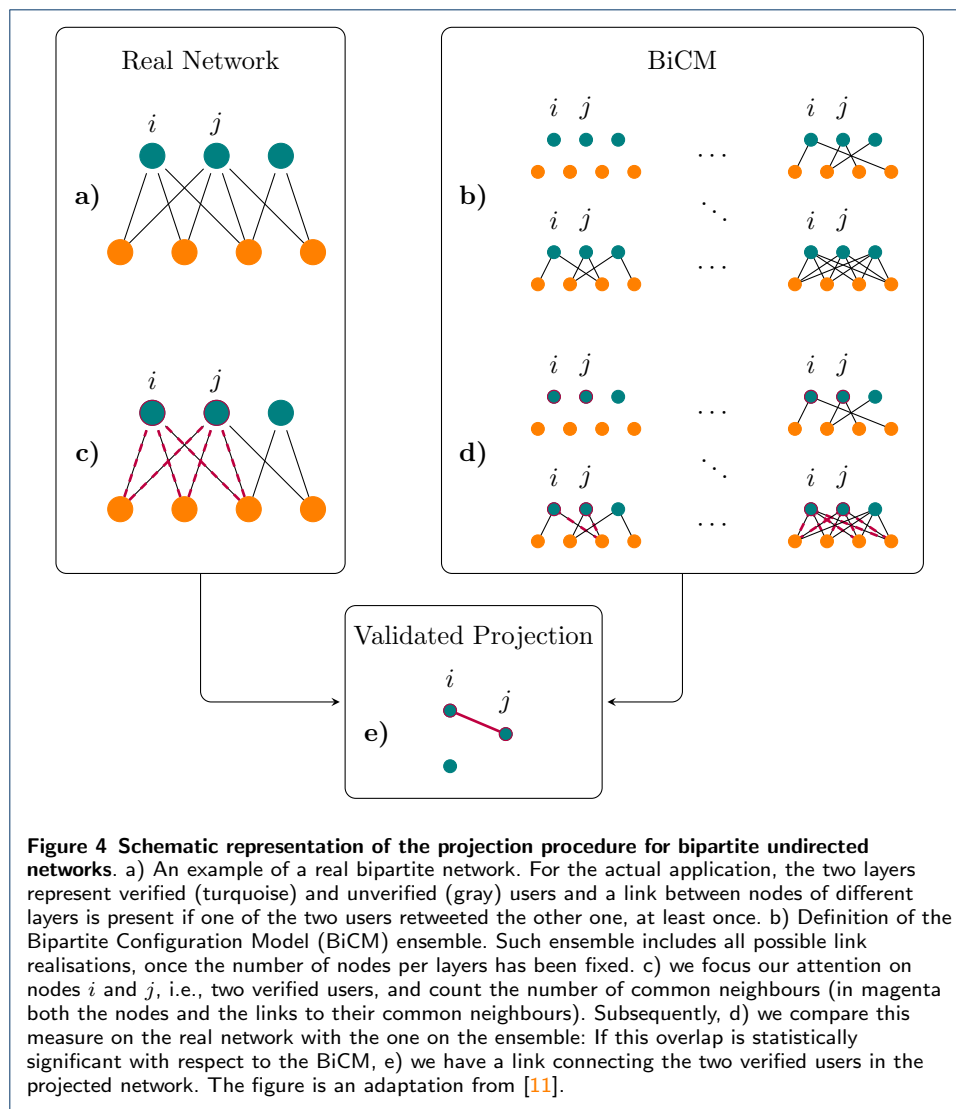 Real Network
BiCM
i j
a)
i j
. . .
i j
b)
. . .
i j
. . .
i j
i j
c)
i j
. . .
i j
d)
. . .
i j
. . .
i j
Validated Projection
i
j
e)
Figure 4 Schematic representation of the projection procedure for bipartite undirected
networks. a) An example of a real bipartite network. For the actual application, the two layers
represent verified (turquoise) and unverified (gray) users and a link between nodes of different
layers is present if one of the two users retweeted the other one, at least once. b) Definition of the
Bipartite Configuration Model (BiCM) ensemble. Such ensemble includes all possible link
realisations, once the number of nodes per layers has been fixed. c) we focus our attention on
nodes i and j, i.e., two verified users, and count the number of common neighbours (in magenta
both the nodes and the links to their common neighbours). Subsequently, d) we compare this
measure on the real network with the one on the ensemble: If this overlap is statistically
significant with respect to the BiCM, e) we have a link connecting the two verified users in the
projected network. The figure is an adaptation from [11].